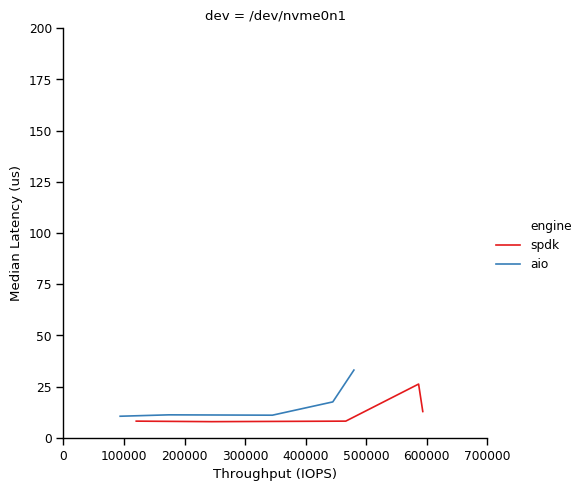 dev = /dev/nvme0n1
200
175
150
125
100
75
50
25
0
Median Latency (us)
0 100000 200000 300000 400000 500000 600000 700000
Throughput (IOPS)
engine
spdk
aio